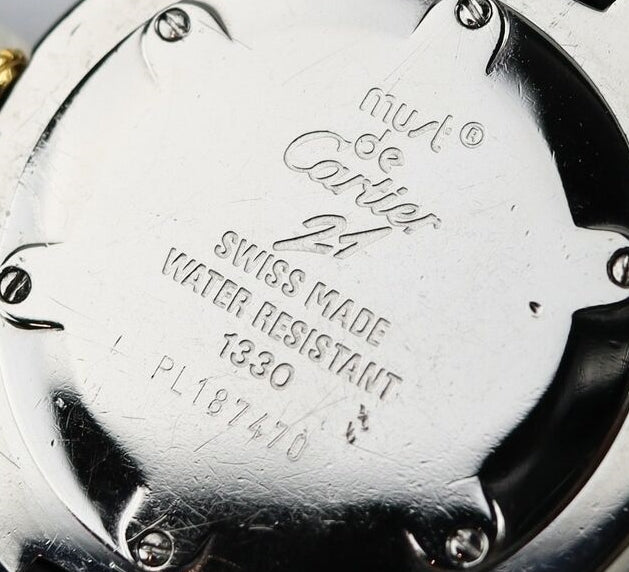 must®
de
Cartier
21
SWISS MADE
WATER RESISTANT
1330
PL187470